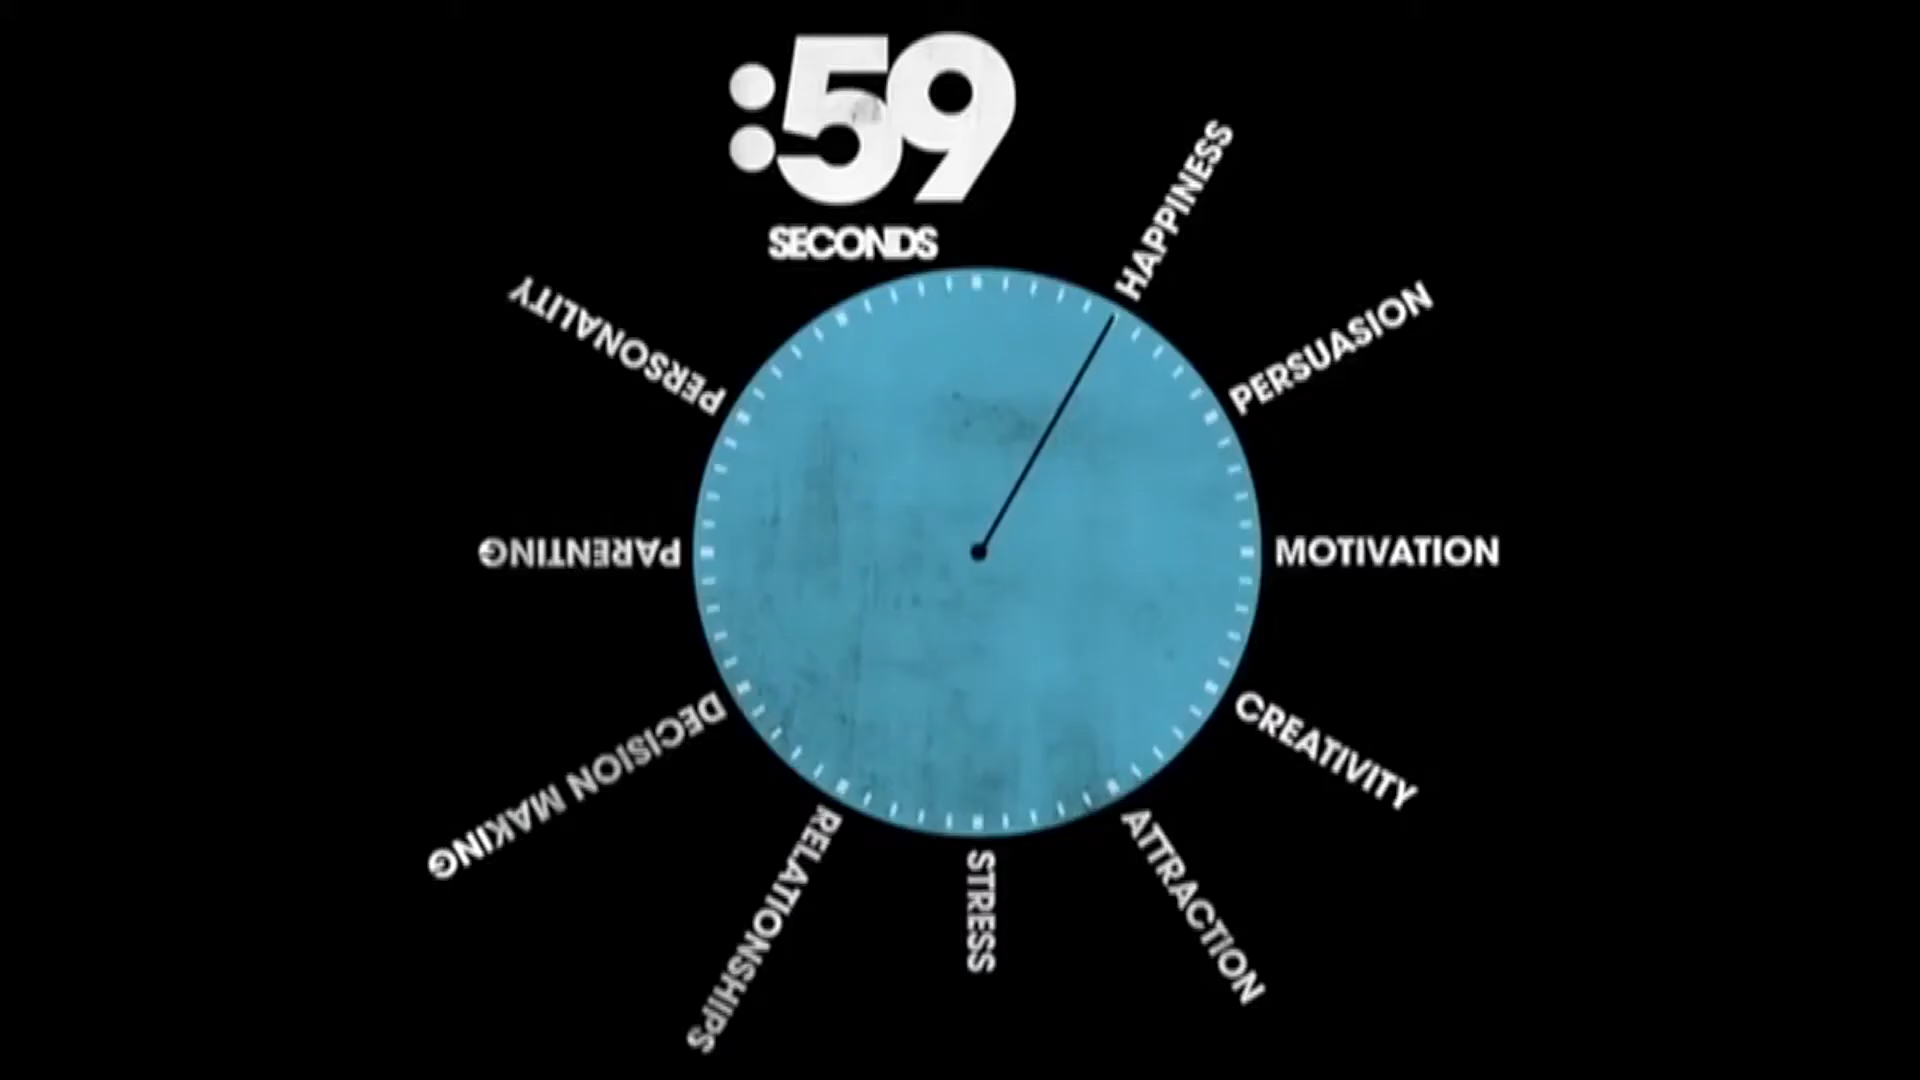 :59
SECONDS
HAPPINESS
PERSUASION
MOTIVATION
CREATIVITY
ATTRACTION
STRESS
RELATIONSHIPS
DECISION MAKING
PARENTING
PERSONALITY